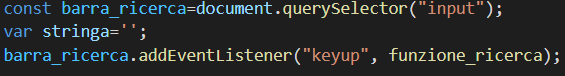 const barra_ricerca=document.querySelector("input");
var stringa='';
barra_ricerca.addEventListener("keyup", funzione_ricerca);